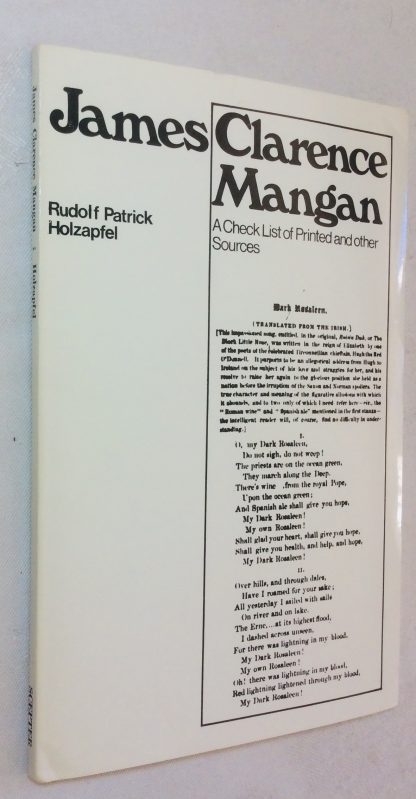 James Clarence
Mangan
Rudolf Patrick
Holzapfel
A Check List of Printed and other
Sources
Dark Rosaleen.
(TRANSLATED FROM THE IRISH.)
[This impassioned song, entitled, in the original, Roisin Duh, or The
Black Little Rose, was written in the reign of Elizabeth by one
of the poets of the celebrated Tirconnellian chieftain, Hugh the Red
O'Donnell. It purports to be an allegorical address from Hugh to
Ireland on the subject of his love and struggles for her, and his
resolve to raise her again to the glorious position she held as a
nation before the irruption of the Saxon and Norman spoilers. The
true character and meaning of the figurative allusions with which
it abounds, and to two only of which I need refer here—viz., the
"Roman wine" and "Spanish ale" mentioned in the first stanza—
the intelligent reader will, of course, find no difficulty in under-
standing.]
I.
O, my Dark Rosaleen,
Do not sigh, do not weep!
The priests are on the ocean green,
They march along the Deep.
There's wine .from the royal Pope,
Upon the ocean green;
And Spanish ale shall give you hope,
My Dark Rosaleen!
My own Rosaleen!
Shall glad your heart, shall give you hope,
Shall give you health, and help, and hope,
My Dark Rosaleen!
II.
Over hills, and through dales,
Have I roamed for your sake;
All yesterday I sailed with sails
On river and on lake.
The Erne,...at its highest flood,
I dashed across unseen,
For there was lightning in my blood,
My Dark Rosaleen!
My own Rosaleen!
Oh! there was lightning in my blood,
Red lightning lightened through my blood,
My Dark Rosaleen!
James Clarence Mangan : Holzapfel
SCEPTER